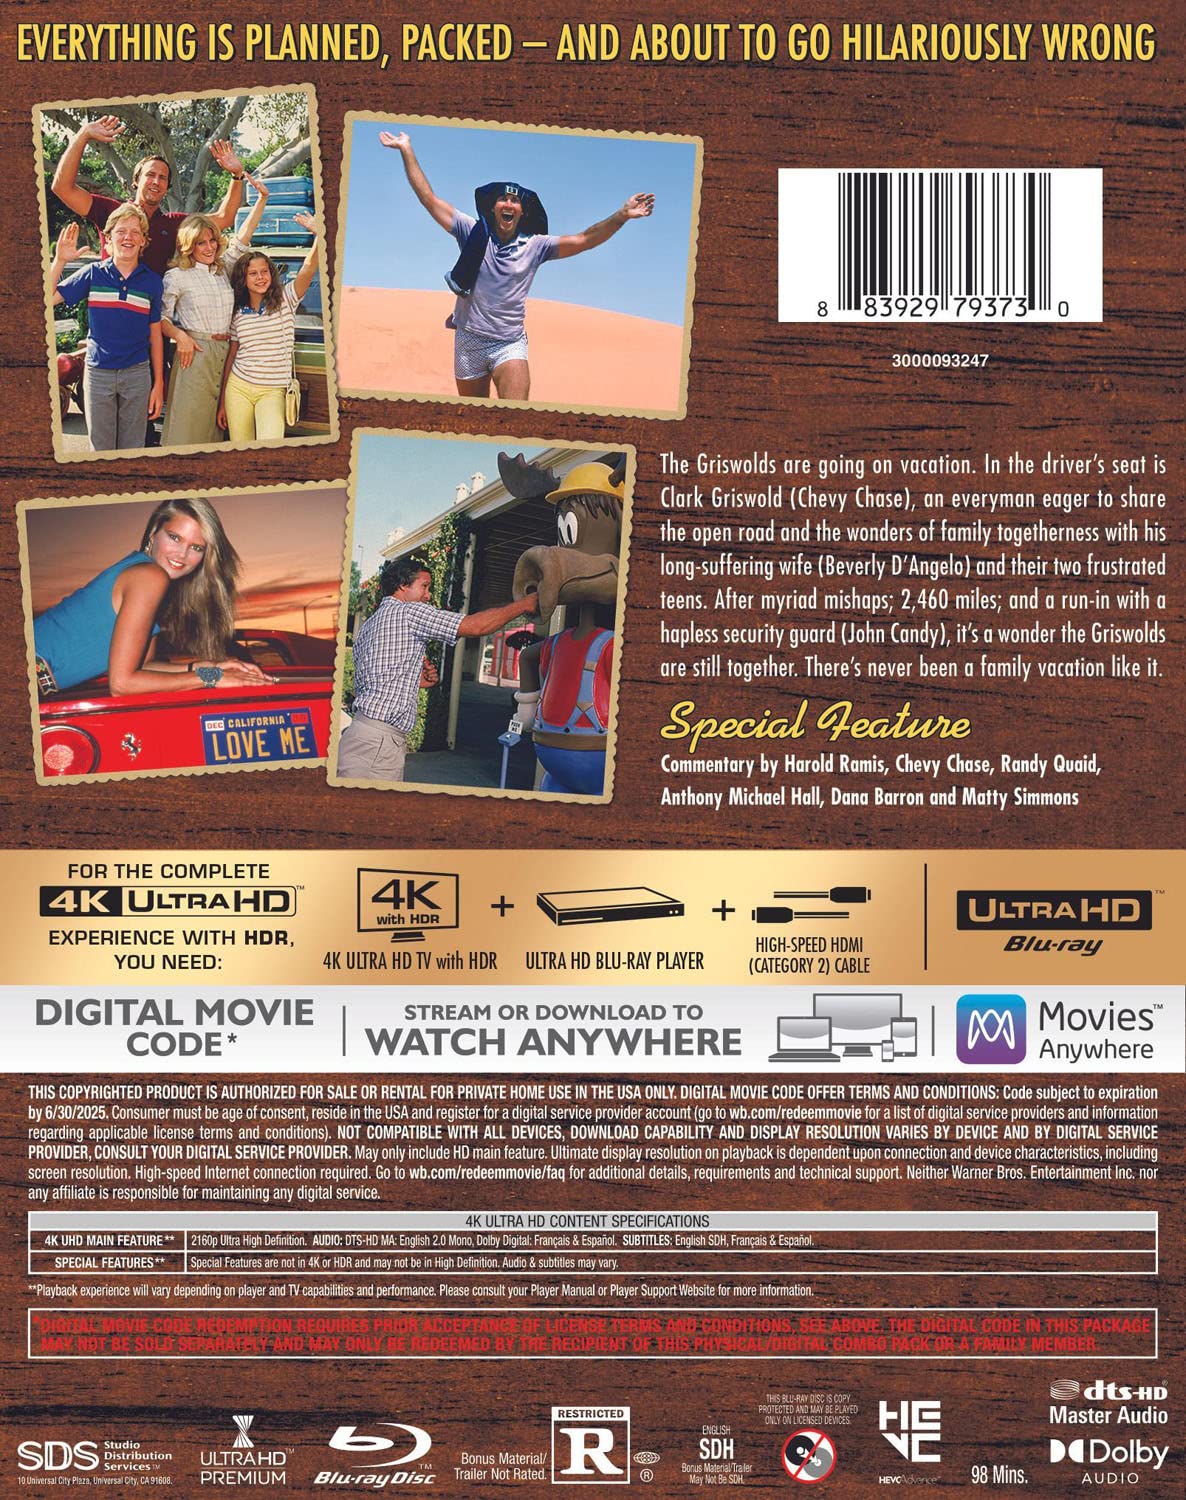 EVERYTHING IS PLANNED, PACKED – AND ABOUT TO GO HILARIOUSLY WRONG
8 83929 79373 0
3000093247
The Griswolds are going on vacation. In the driver's seat is
Clark Griswold (Chevy Chase), an everyman eager to share
the open road and the wonders of family togetherness with his
long-suffering wife (Beverly D'Angelo) and their two frustrated
teens. After myriad mishaps; 2,460 miles; and a run-in with a
hapless security guard (John Candy), it's a wonder the Griswolds
are still together. There's never been a family vacation like it.
DEC CALIFORNIA
LOVE ME
Special Feature
Commentary by Harold Ramis, Chevy Chase, Randy Quaid,
Anthony Michael Hall, Dana Barron and Matty Simmons
FOR THE COMPLETE
4K ULTRA HD™
EXPERIENCE WITH HDR,
YOU NEED:
4K
with HDR
+
+
4K ULTRA HD TV with HDR
ULTRA HD BLU-RAY PLAYER
HIGH-SPEED HDMI
(CATEGORY 2) CABLE
ULTRA HD™
Blu-ray
DIGITAL MOVIE
CODE*
STREAM OR DOWNLOAD TO
WATCH ANYWHERE
Movies™
Anywhere
THIS COPYRIGHTED PRODUCT IS AUTHORIZED FOR SALE OR RENTAL FOR PRIVATE HOME USE IN THE USA ONLY. DIGITAL MOVIE CODE OFFER TERMS AND CONDITIONS: Code subject to expiration
by 6/30/2025. Consumer must be age of consent, reside in the USA and register for a digital service provider account (go to wb.com/redeemmovie for a list of digital service providers and information
regarding applicable license terms and conditions). NOT COMPATIBLE WITH ALL DEVICES, DOWNLOAD CAPABILITY AND DISPLAY RESOLUTION VARIES BY DEVICE AND BY DIGITAL SERVICE
PROVIDER, CONSULT YOUR DIGITAL SERVICE PROVIDER. May only include HD main feature. Ultimate display resolution on playback is dependent upon connection and device characteristics, including
screen resolution. High-speed Internet connection required. Go to wb.com/redeemmovie/faq for additional details, requirements and technical support. Neither Warner Bros. Entertainment Inc. nor
any affiliate is responsible for maintaining any digital service.
4K ULTRA HD CONTENT SPECIFICATIONS
4K UHD MAIN FEATURE** 2160p Ultra High Definition. AUDIO: DTS-HD MA: English 2.0 Mono, Dolby Digital: Français & Español. SUBTITLES: English SDH, Français & Español.
SPECIAL FEATURES** Special Features are not in 4K or HDR and may not be in High Definition. Audio & subtitles may vary.
**Playback experience will vary depending on player and TV capabilities and performance. Please consult your Player Manual or Player Support Website for more information.
*DIGITAL MOVIE CODE REDEMPTION REQUIRES PRIOR ACCEPTANCE OF LICENSE TERMS AND CONDITIONS, SEE ABOVE. THE DIGITAL CODE IN THIS PACKAGE
MAY NOT BE SOLD SEPARATELY AND MAY ONLY BE REDEEMED BY THE RECIPIENT OF THIS PHYSICAL/DIGITAL COMBO PACK OR A FAMILY MEMBER.
SDS Studio
Distribution
Services™
10 Universal City Plaza, Universal City, CA 91608.
ULTRA HD™
PREMIUM
Blu-ray Disc™
Bonus Material/
Trailer Not Rated.
RESTRICTED
R
®
ENGLISH
SDH
Bonus Material/Trailer
May Not Be SDH.
THIS BLU-RAY DISC IS COPY
PROTECTED AND MAY BE PLAYED
ONLY ON LICENSED DEVICES.
HEVC
HEVC Advance™
98 Mins.
dts-HD
Master Audio
Dolby
AUDIO